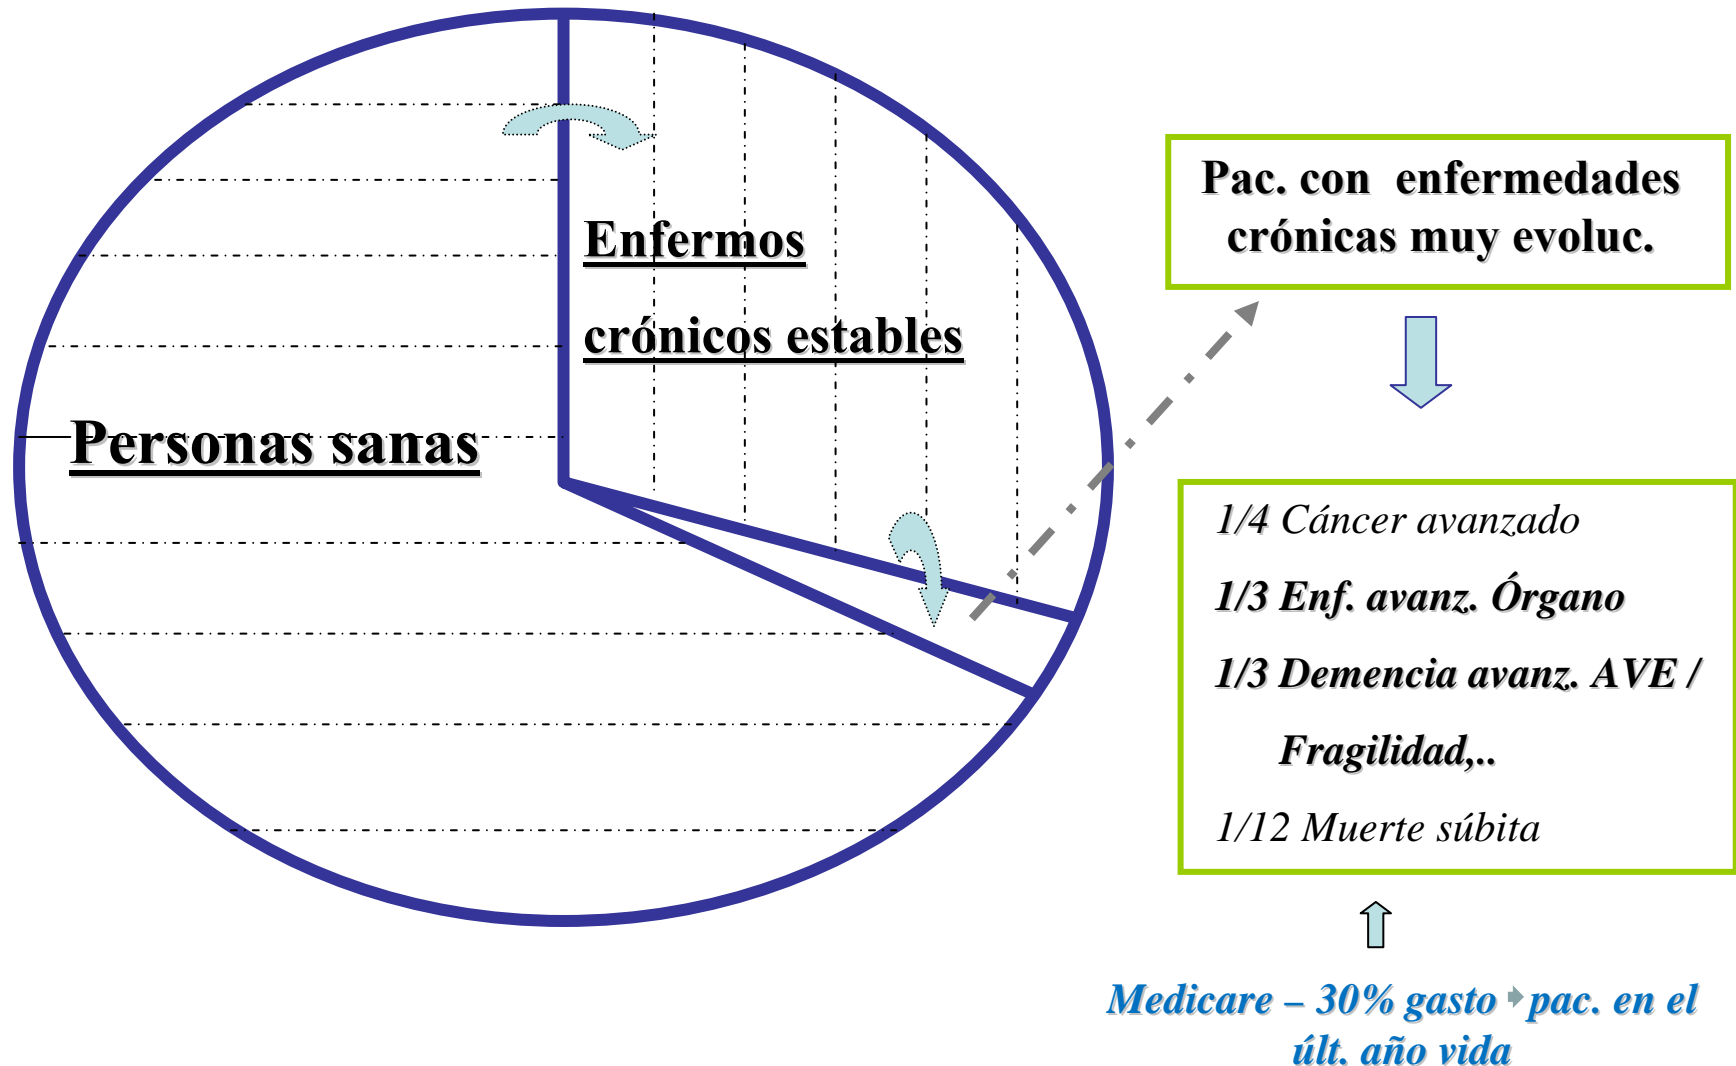 Enfermos
crónicos estables
Personas sanas
Pac. con enfermedades
crónicas muy evoluc.
1/4 Cáncer avanzado
1/3 Enf. avanz. Órgano
1/3 Demencia avanz. AVE /
Fragilidad,..
1/12 Muerte súbita
Medicare – 30% gasto pac. en el
últ. año vida